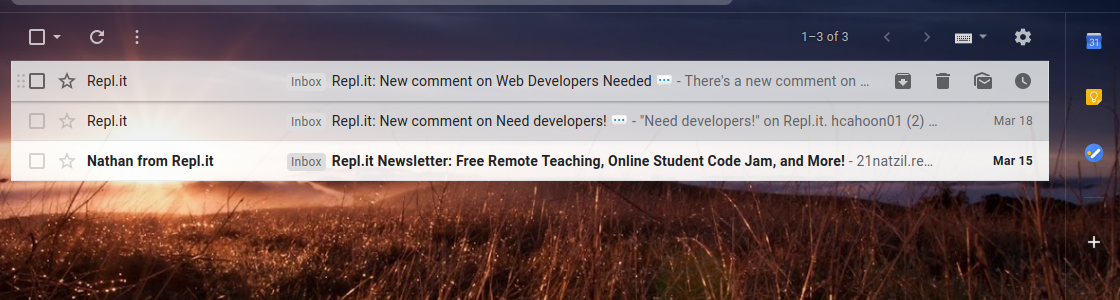 1–3 of 3
31
Repl.it Inbox Repl.it: New comment on Web Developers Needed - There's a new comment on …
Repl.it Inbox Repl.it: New comment on Need developers! - "Need developers!" on Repl.it. hcahoon01 (2) … Mar 18
Nathan from Repl.it Inbox Repl.it Newsletter: Free Remote Teaching, Online Student Code Jam, and More! - 21natzil.re… Mar 15